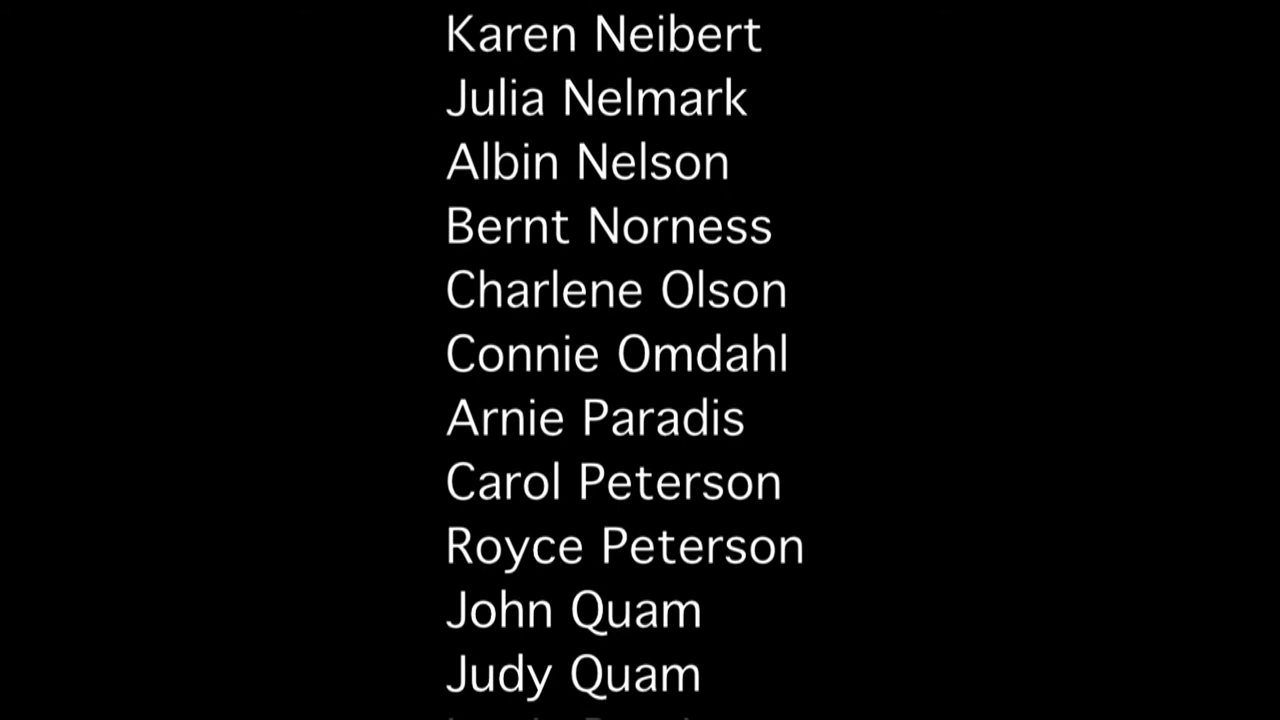 Karen Neibert
Julia Nelmark
Albin Nelson
Bernt Norness
Charlene Olson
Connie Omdahl
Arnie Paradis
Carol Peterson
Royce Peterson
John Quam
Judy Quam